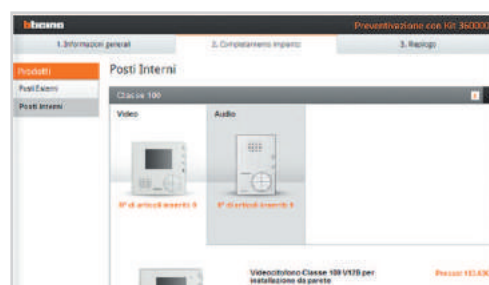 bticino
Preventivazione con Kit 36000
1. Informazioni generali
2. Completamento impianto
3. Riepilogo
Prodotti
Posti Interni
Posti Esterni
Posti Interni
Classe 100
Video
Audio
N° di articoli inseriti: 0
N° di articoli inseriti: 0
Videocitofono Classe 100 V12B per
installazione da parete
Prezzo: